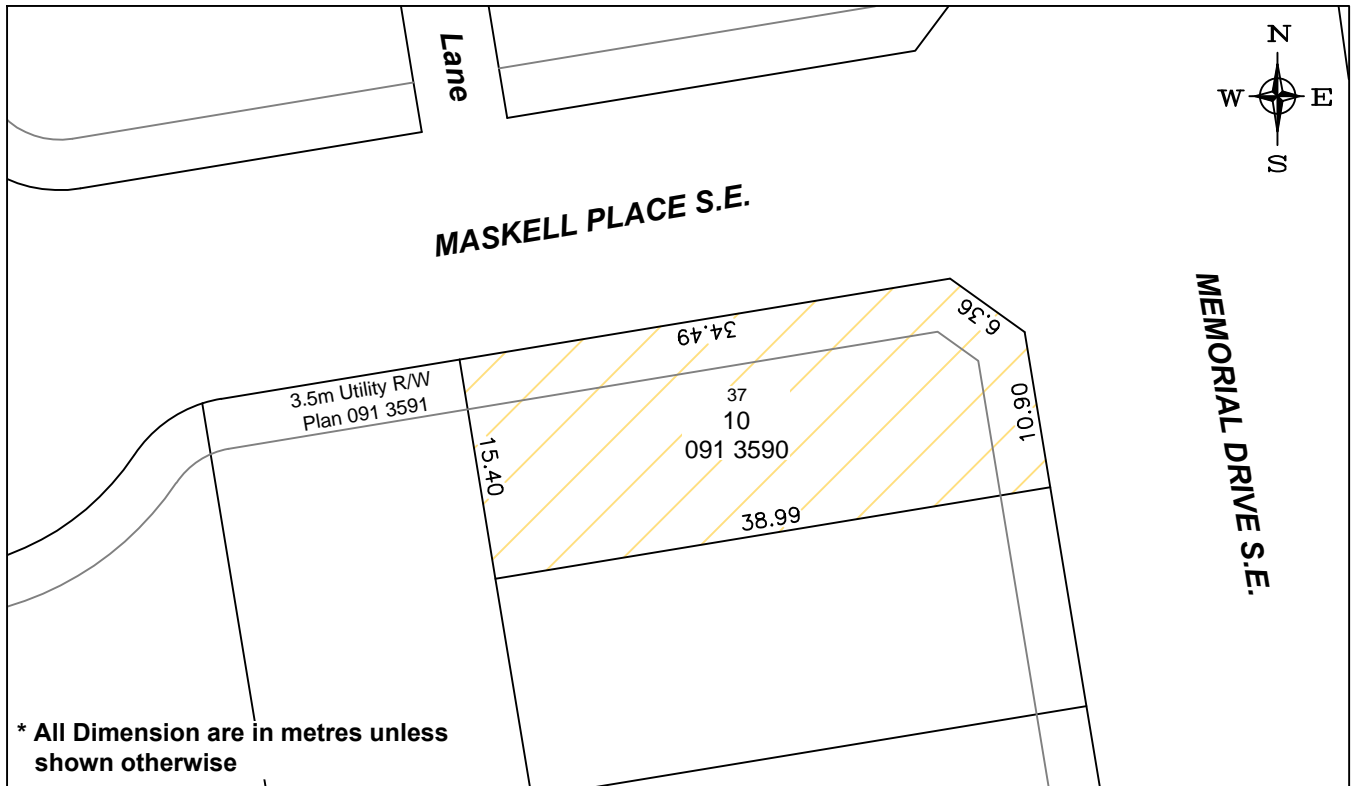 Lane
N
W
E
S
MASKELL PLACE S.E.
MEMORIAL DRIVE S.E.
34.49
6.36
3.5m Utility R/W
Plan 091 3591
37
10
091 3590
10.90
15.40
38.99
* All Dimension are in metres unless
shown otherwise